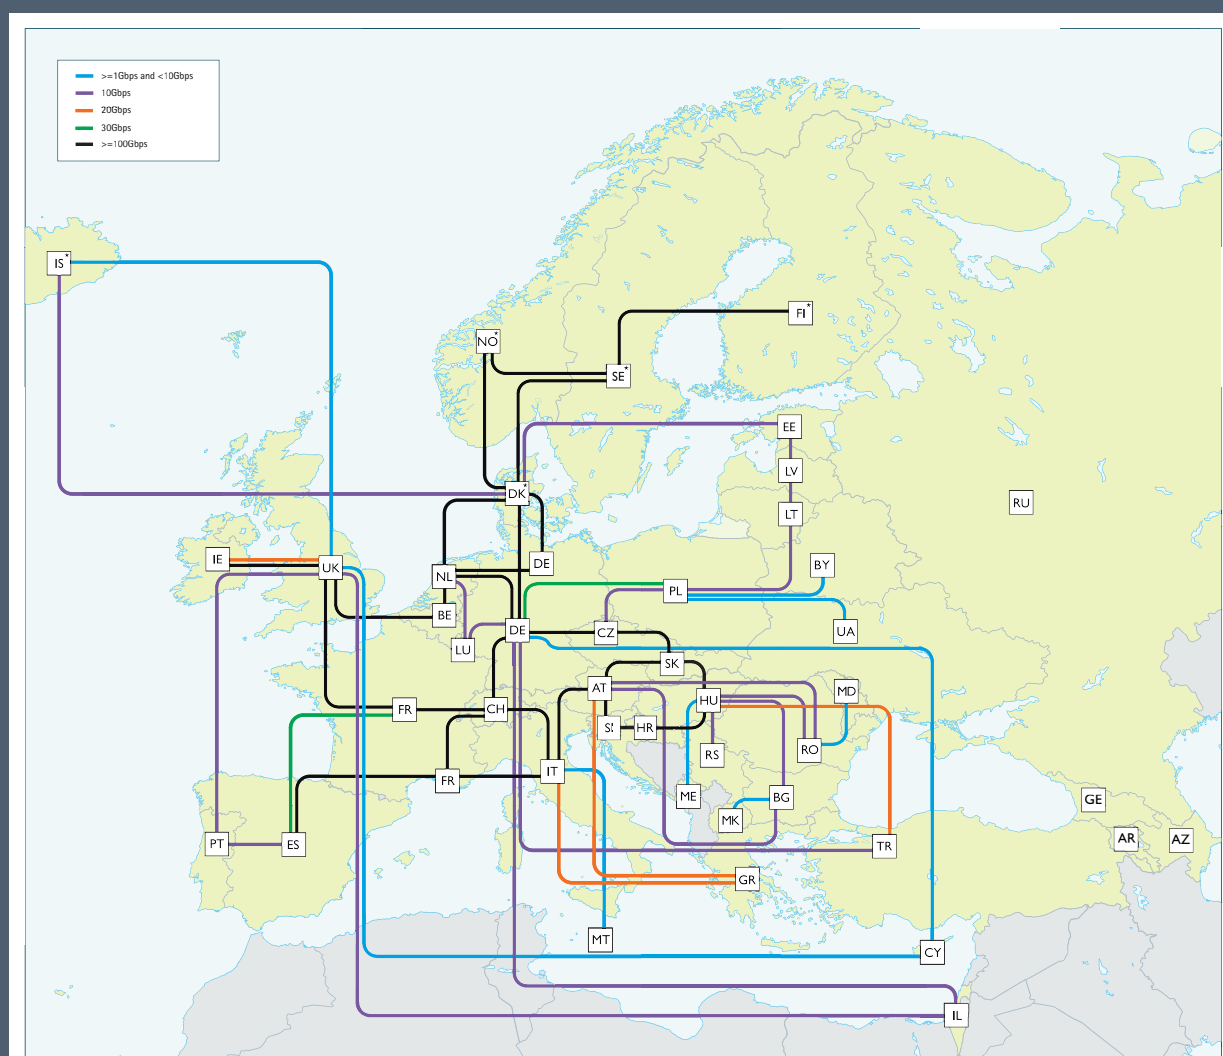 >=1Gbps and <10Gbps
10Gbps
20Gbps
30Gbps
>=100Gbps
IS*
FI*
NO*
SE*
EE
LV
DK*
RU
LT
IE
DE
BY
UK
NL
PL
BE
DE
CZ
UA
LU
SK
AT
MD
HU
FR
CH
SI
HR
RO
RS
IT
FR
ME
BG
GE
MK
AR
AZ
PT
ES
TR
GR
MT
CY
IL